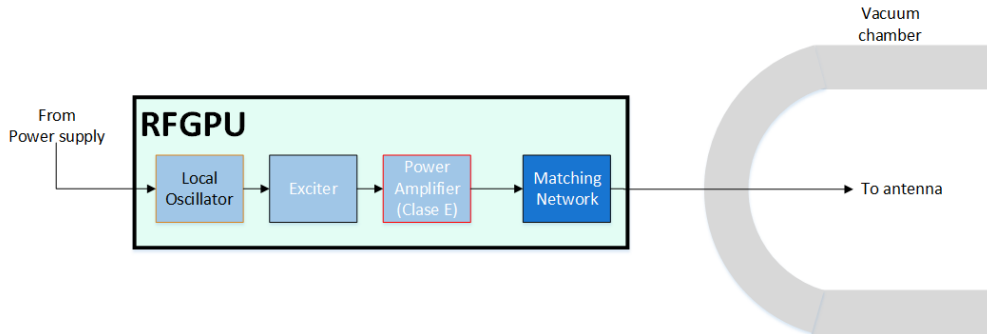 Vacuum
chamber
From
Power supply
RFGPU
Local
Oscillator
Exciter
Power
Amplifier
(Clase E)
Matching
Network
To antenna